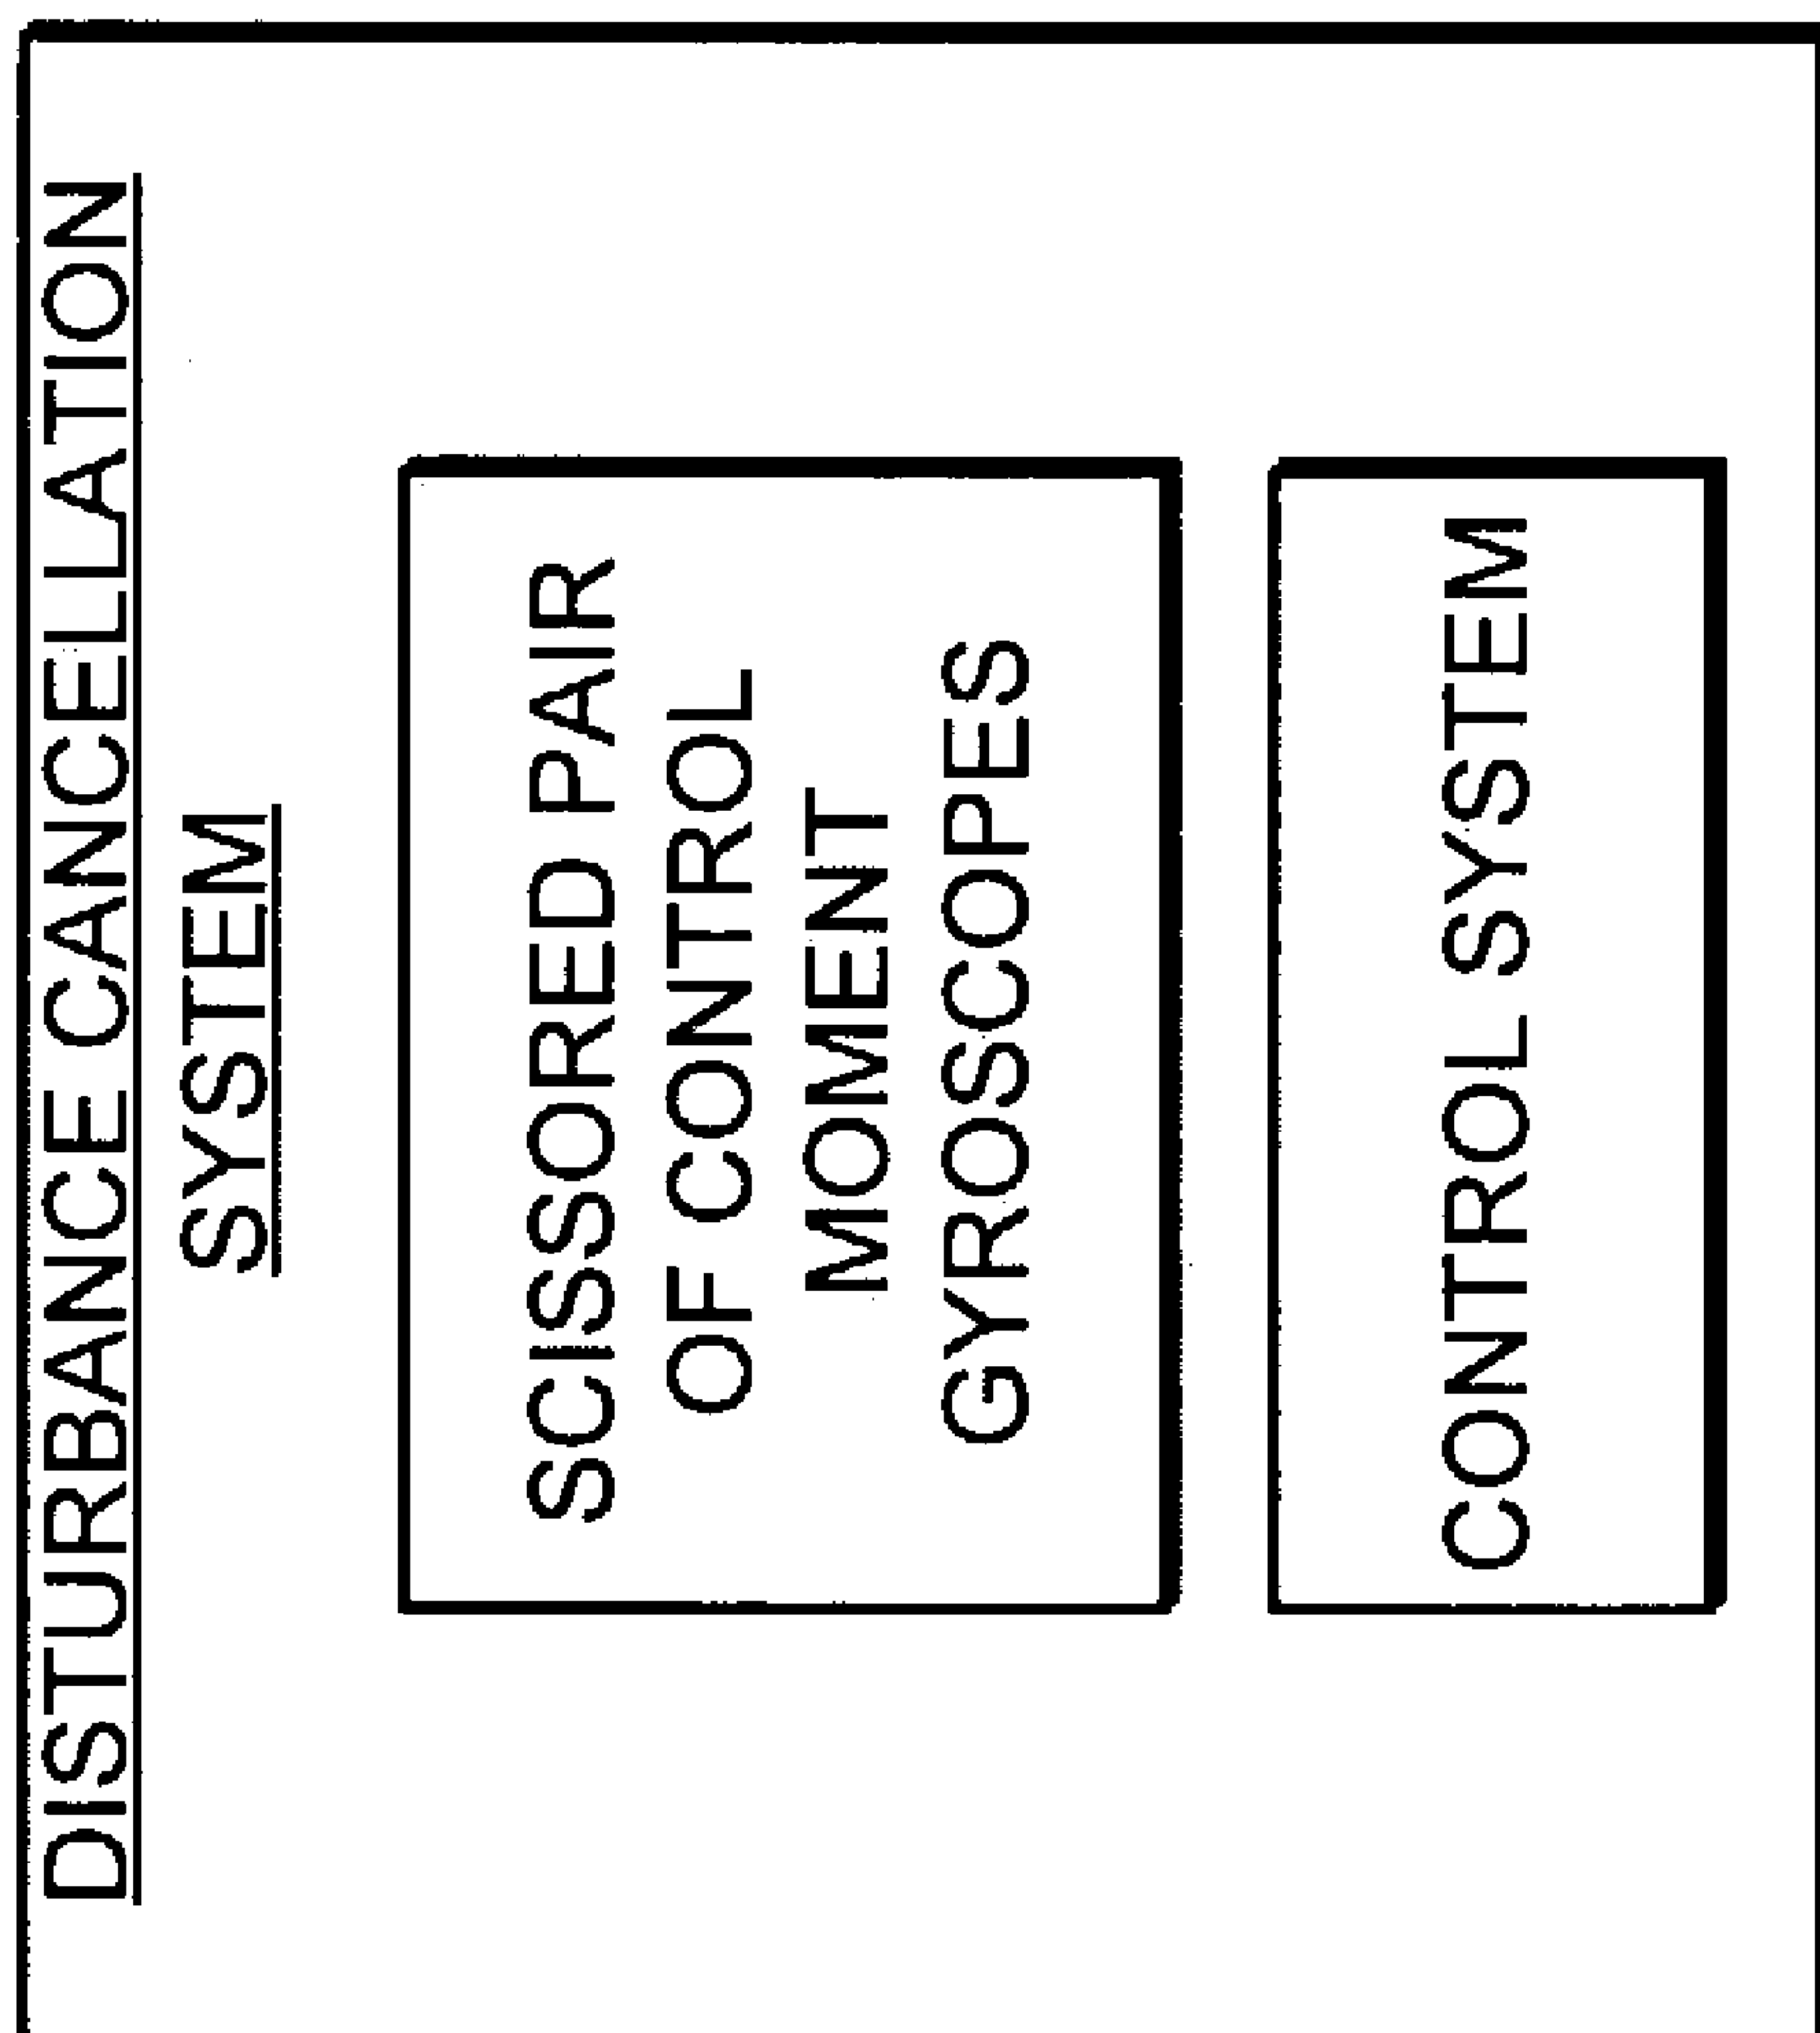 DISTURBANCE CANCELLATION
SYSTEM
SCISSORED PAIR
OF CONTROL
MOMENT
GYROSCOPES
CONTROL SYSTEM